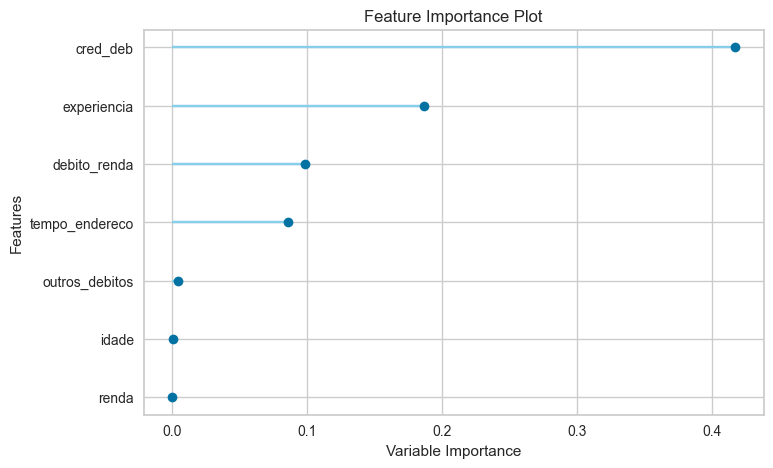 Feature Importance Plot
Features
cred_deb
experiencia
debito_renda
tempo_endereco
outros_debitos
idade
renda
0.0 0.1 0.2 0.3 0.4
Variable Importance